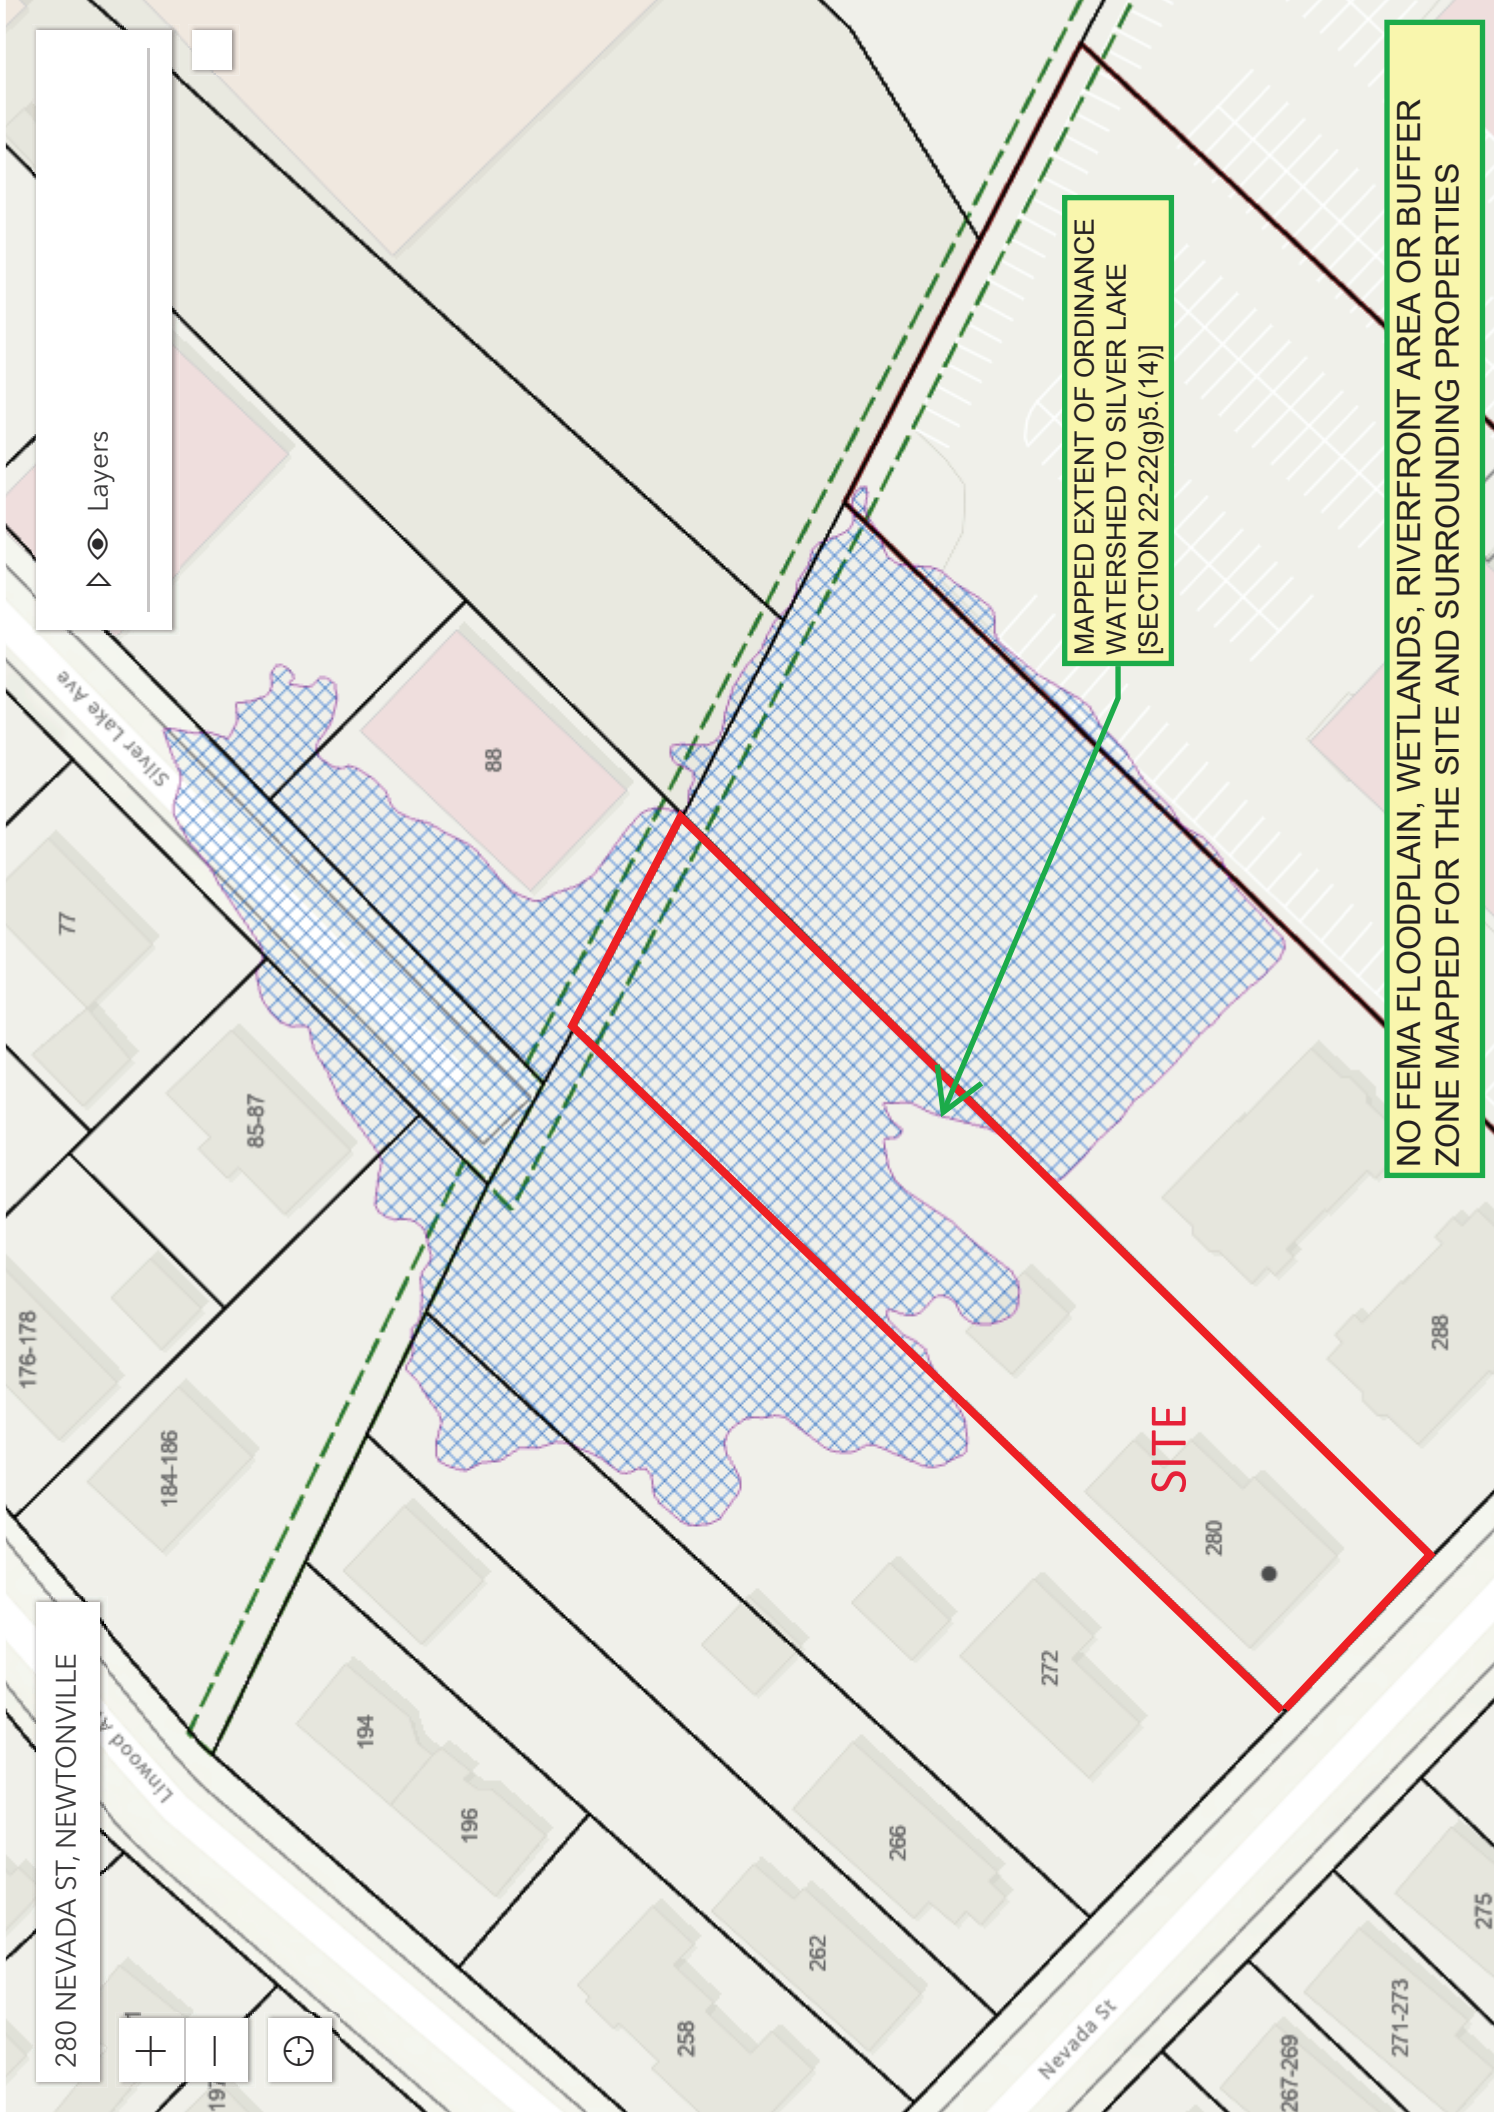 280 NEVADA ST, NEWTONVILLE
Layers
Silver Lake Ave
77
88
85-87
176-178
184-186
Linwood A
194
196
197
258
262
266
272
280
SITE
288
Nevada St
267-269
271-273
275
MAPPED EXTENT OF ORDINANCE
WATERSHED TO SILVER LAKE
[SECTION 22-22(g)5.(14)]
NO FEMA FLOODPLAIN, WETLANDS, RIVERFRONT AREA OR BUFFER
ZONE MAPPED FOR THE SITE AND SURROUNDING PROPERTIES